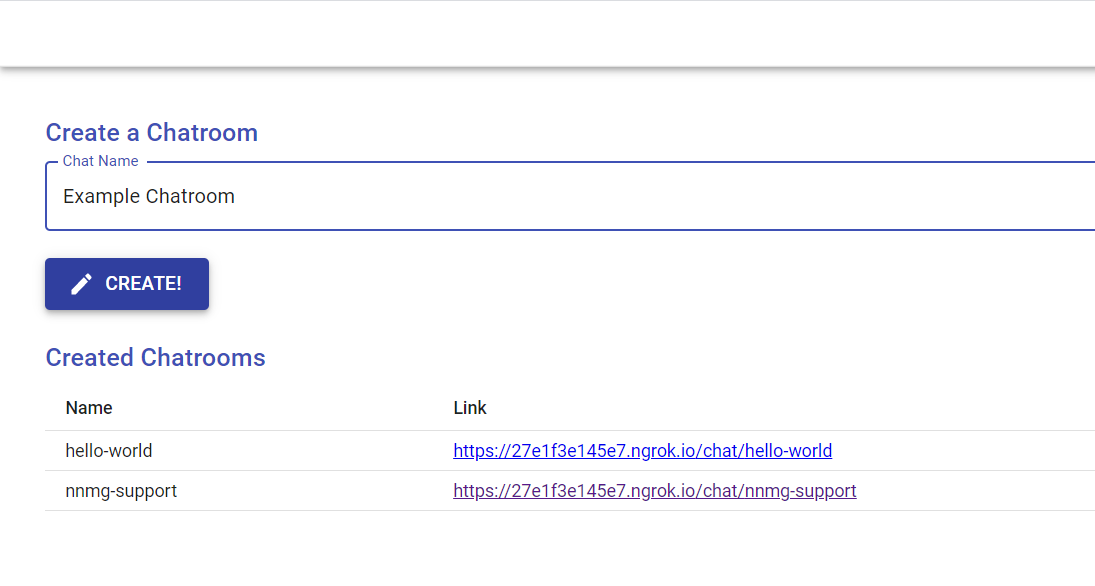 Create a Chatroom
Chat Name
Example Chatroom
CREATE!
Created Chatrooms
Name Link
hello-world https://27e1f3e145e7.ngrok.io/chat/hello-world
nnmg-support https://27e1f3e145e7.ngrok.io/chat/nnmg-support